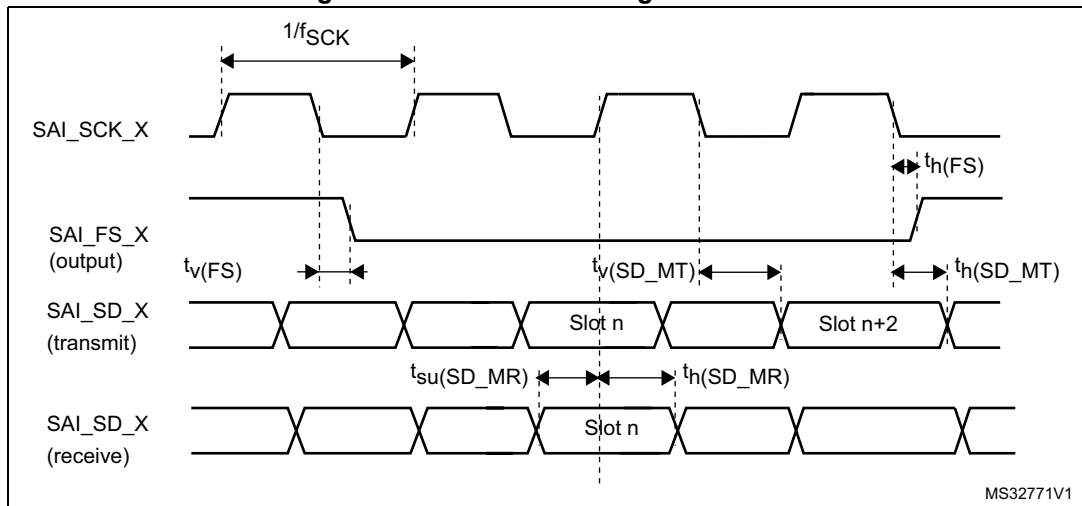 1/fSCK
SAI_SCK_X
th(FS)
SAI_FS_X
(output)
tv(FS)
tv(SD_MT)
th(SD_MT)
SAI_SD_X
(transmit)
Slot n
Slot n+2
tsu(SD_MR)
th(SD_MR)
SAI_SD_X
(receive)
Slot n
MS32771V1